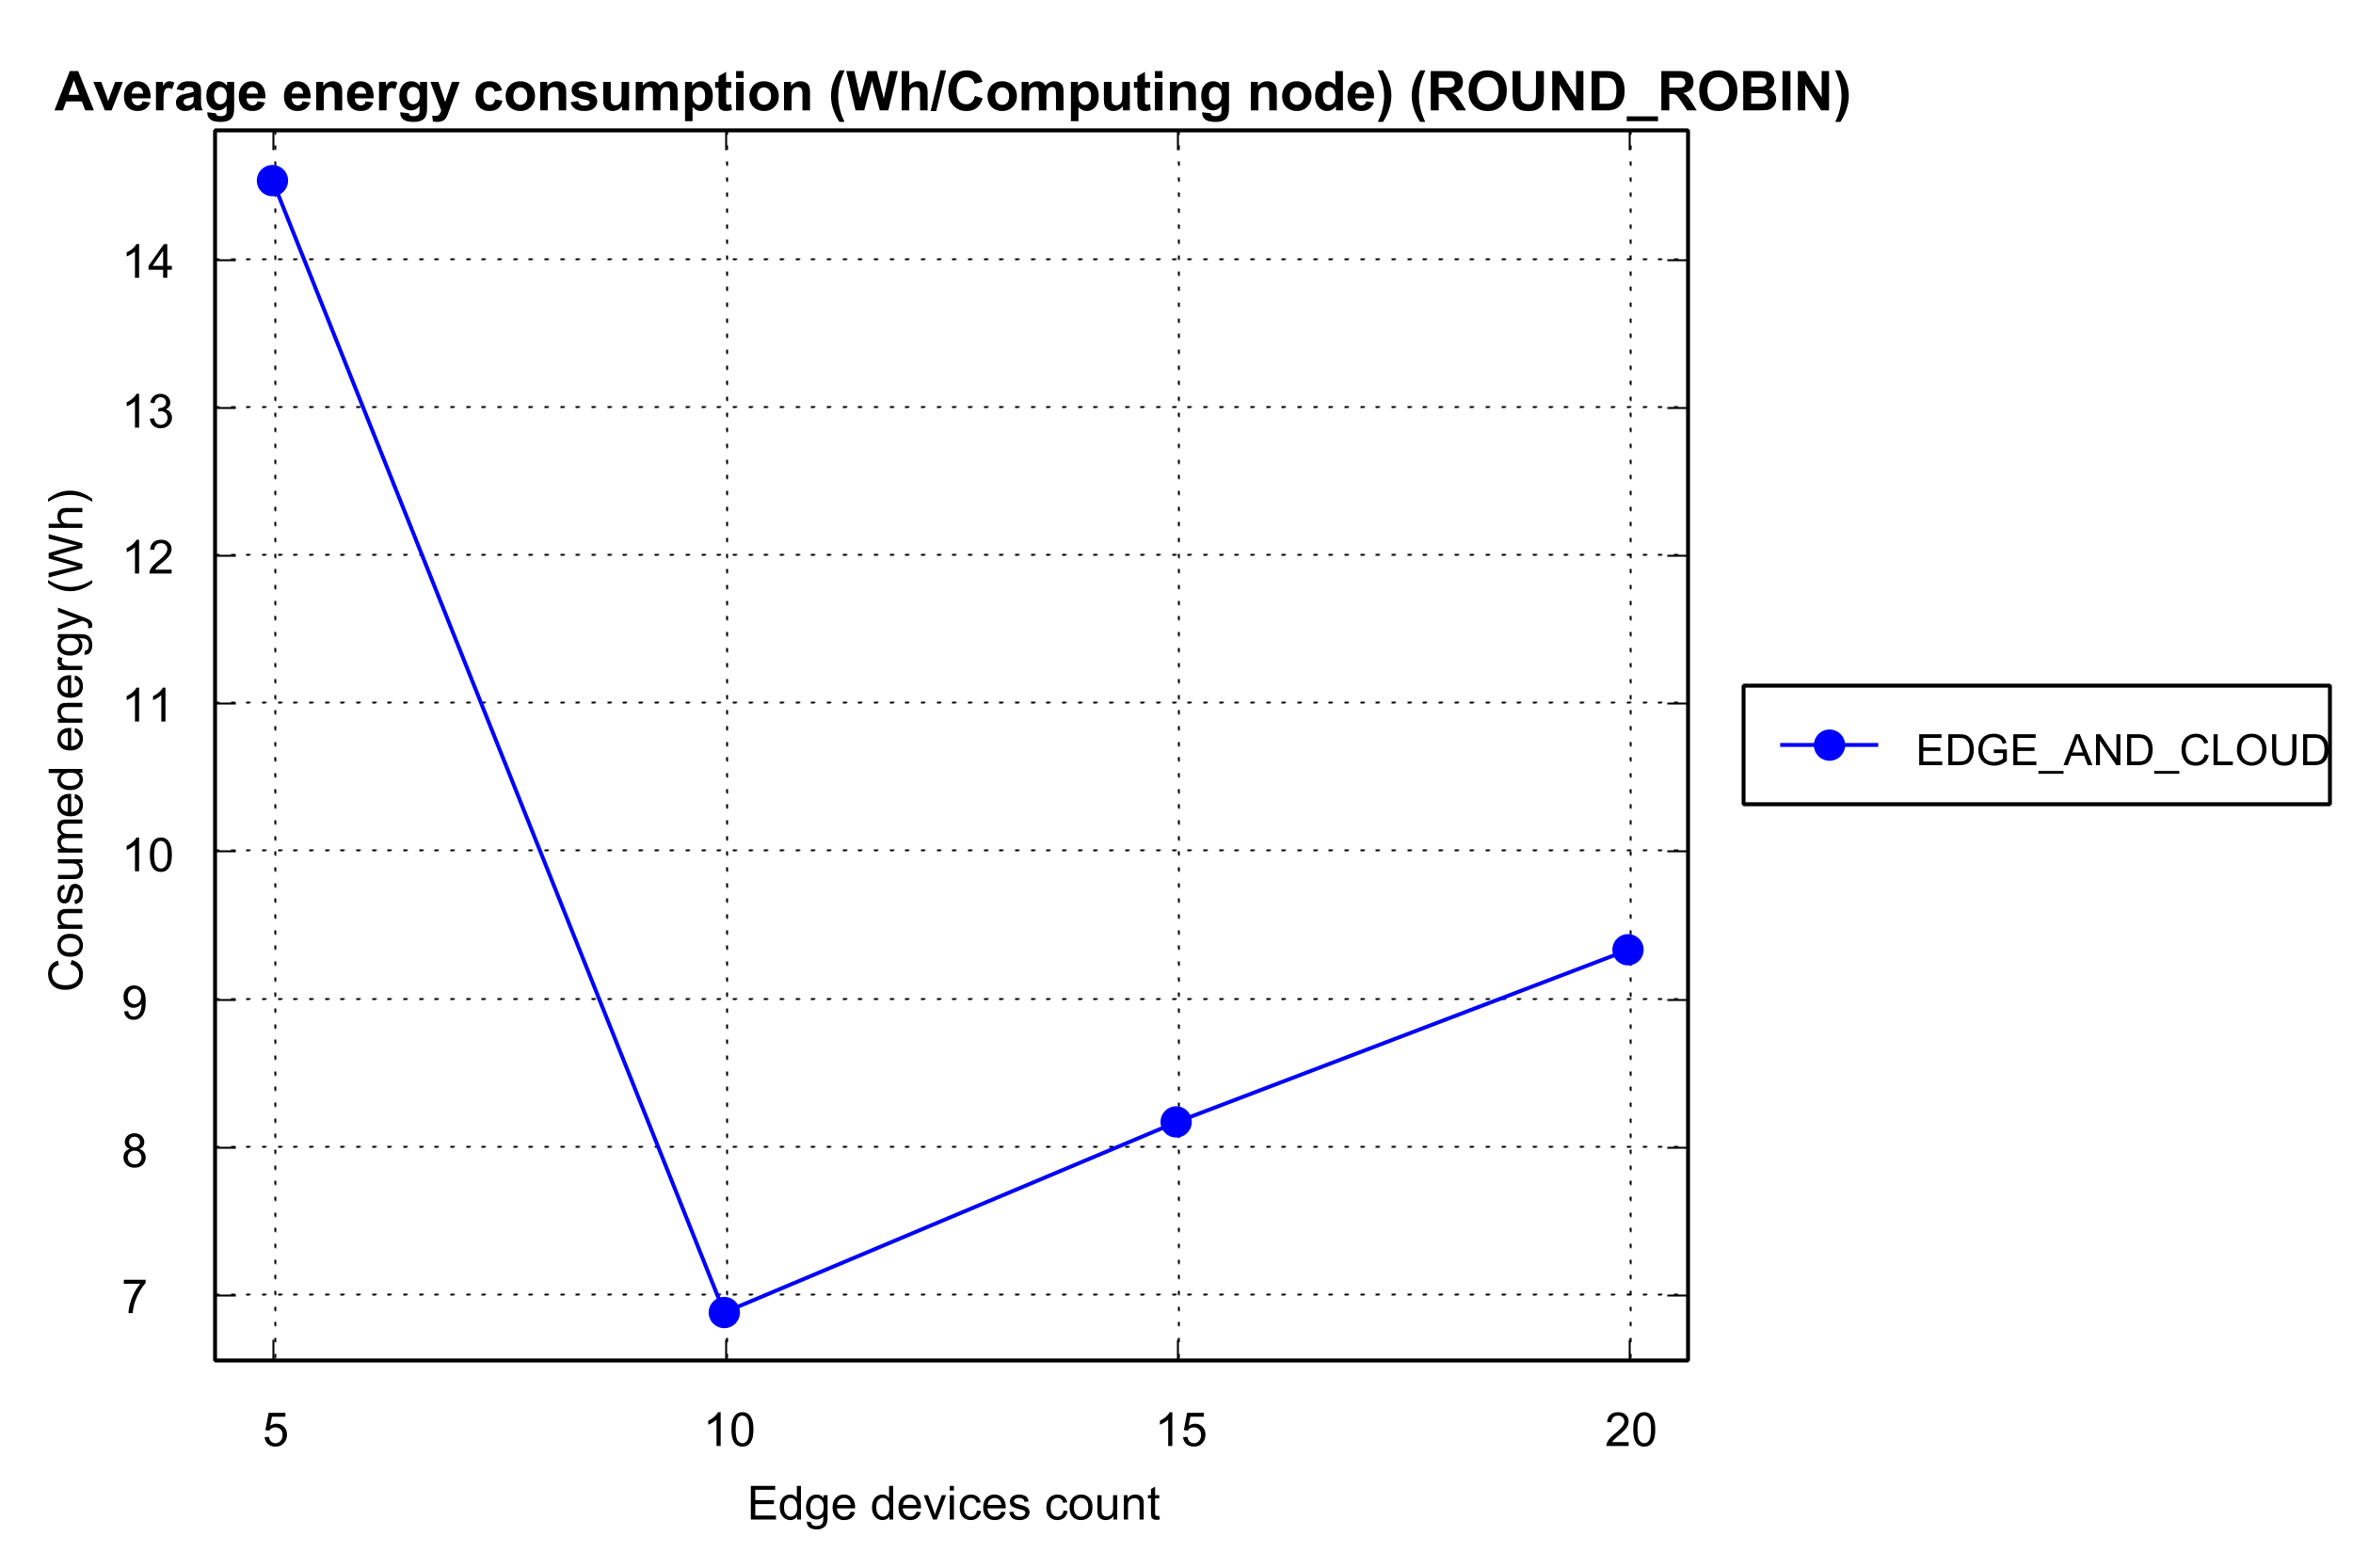 Average energy consumption (Wh/Computing node) (ROUND_ROBIN)
14
13
12
11
10
9
8
7
Consumed energy (Wh)
5 10 15 20
Edge devices count
EDGE_AND_CLOUD